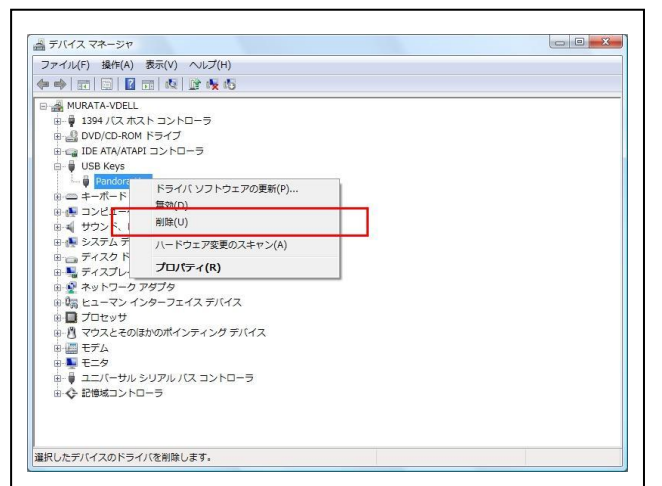 デバイス マネージャ
ファイル(F) 操作(A) 表示(V) ヘルプ(H)
MURATA-VDELL
1394 バス ホスト コントローラ
DVD/CD-ROM ドライブ
IDE ATA/ATAPI コントローラ
USB Keys
Pandora
ドライバ ソフトウェアの更新(P)...
キーボード
無効(D)
コンピュータ
削除(U)
サウンド、
システム デ
ハードウェア変更のスキャン(A)
ディスク ド
プロパティ(R)
ディスプレ
ネットワーク アダプタ
ヒューマン インターフェイス デバイス
プロセッサ
マウスとそのほかのポインティング デバイス
モデム
モニタ
ユニバーサル シリアル バス コントローラ
記憶域コントローラ
選択したデバイスのドライバを削除します。